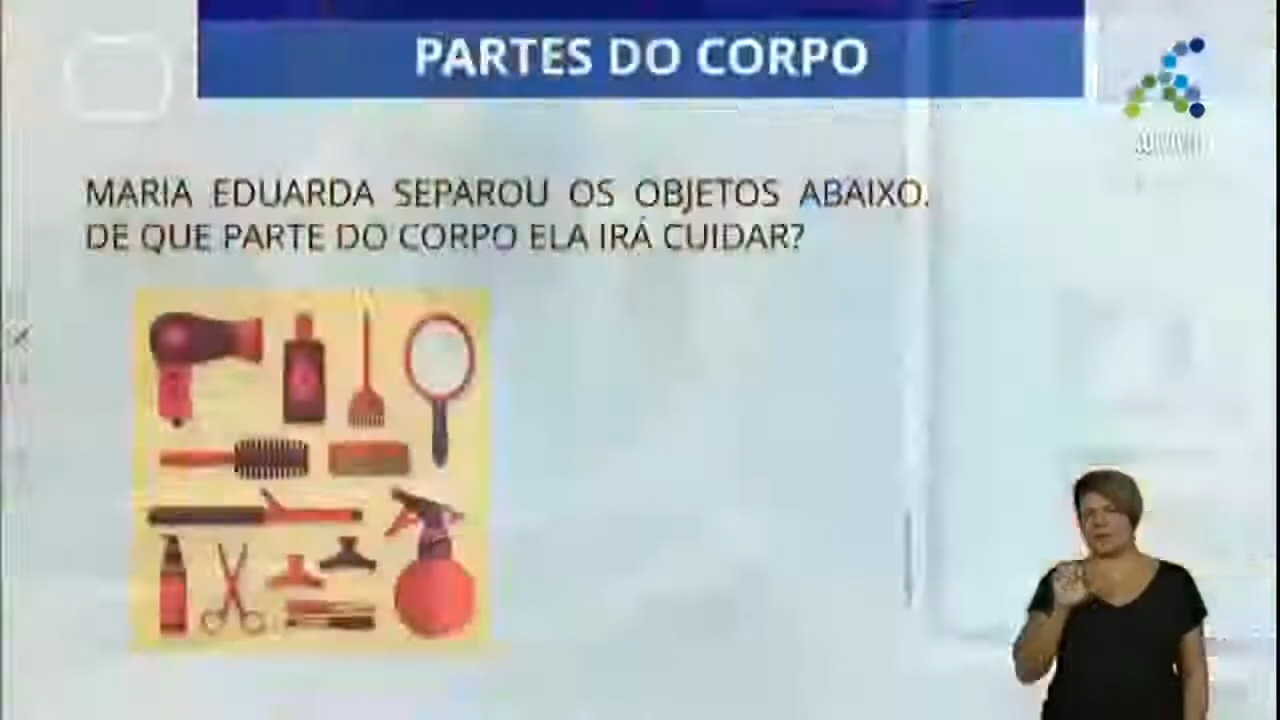 PARTES DO CORPO
MARIA EDUARDA SEPAROU OS OBJETOS ABAIXO.
DE QUE PARTE DO CORPO ELA IRÁ CUIDAR?